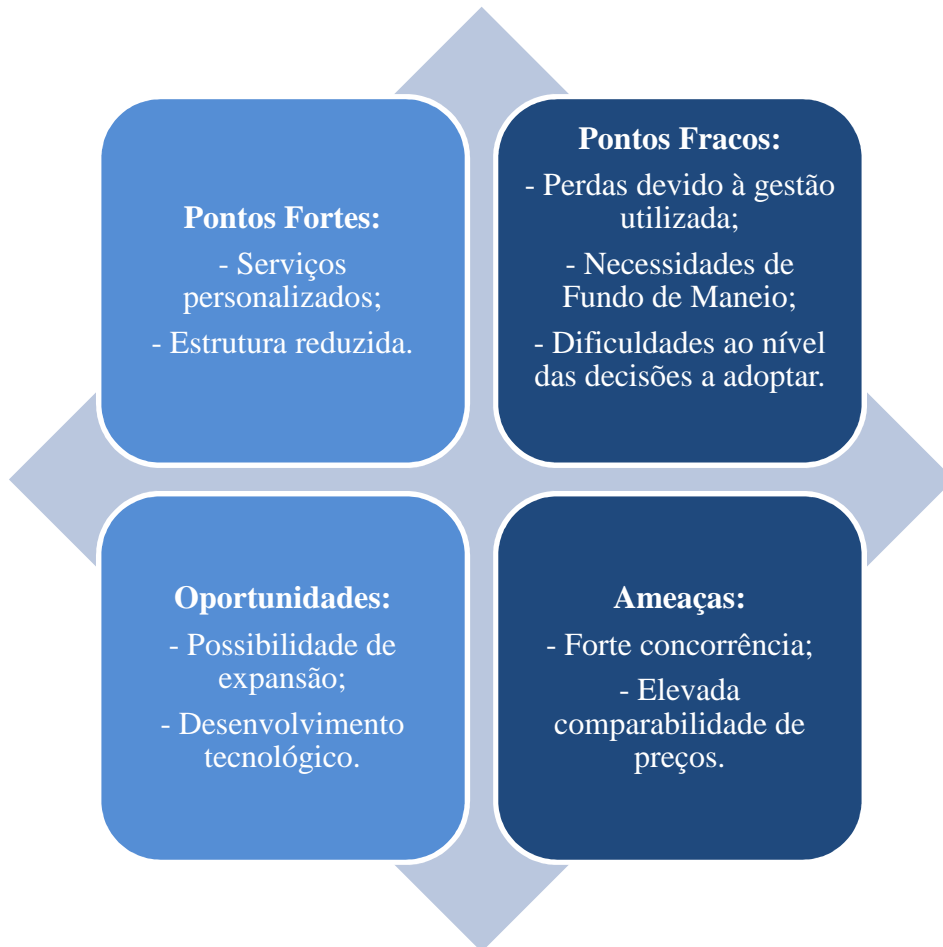 Pontos Fortes:
- Serviços
personalizados;
- Estrutura reduzida.
Pontos Fracos:
- Perdas devido à gestão
utilizada;
- Necessidades de
Fundo de Maneio;
- Dificuldades ao nível
das decisões a adoptar.
Oportunidades:
- Possibilidade de
expansão;
- Desenvolvimento
tecnológico.
Ameaças:
- Forte concorrência;
- Elevada
comparabilidade de
preços.